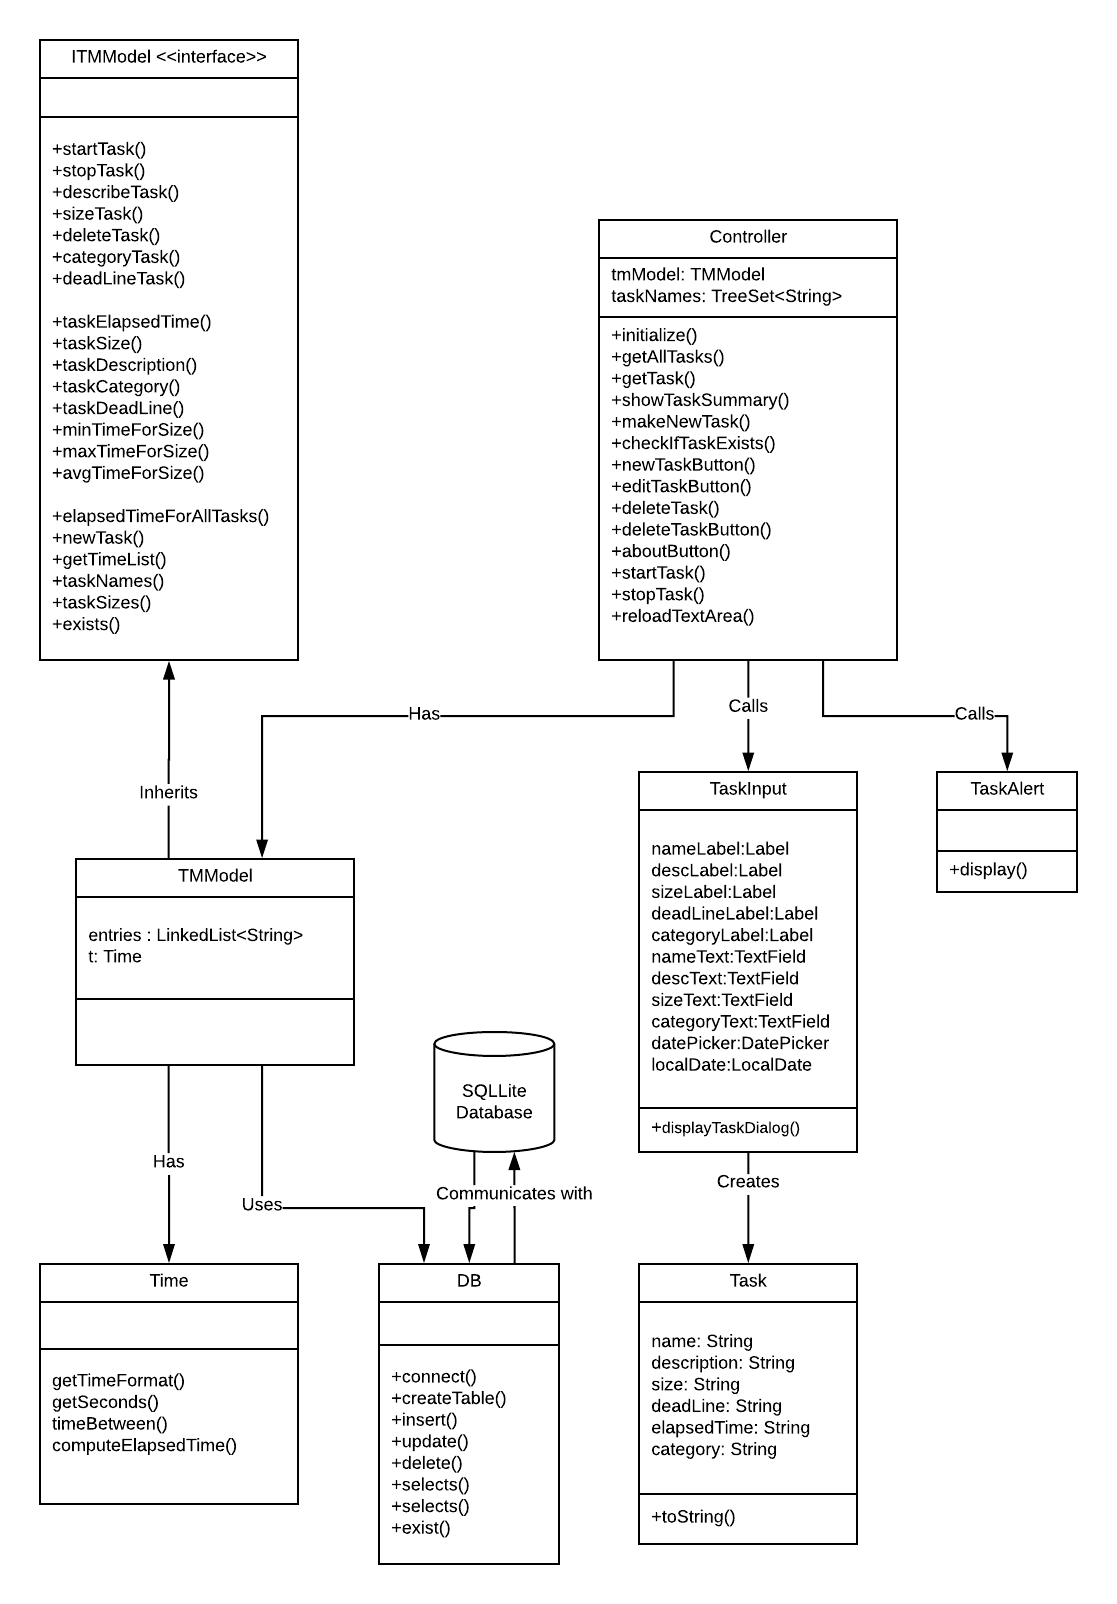 ITMModel <<interface>>
+startTask()
+stopTask()
+describeTask()
+sizeTask()
+deleteTask()
+categoryTask()
+deadLineTask()
+taskElapsedTime()
+taskSize()
+taskDescription()
+taskCategory()
+taskDeadLine()
+minTimeForSize()
+maxTimeForSize()
+avgTimeForSize()
+elapsedTimeForAllTasks()
+newTask()
+getTimeList()
+taskNames()
+taskSizes()
+exists()
Controller
tmModel: TMModel
taskNames: TreeSet<String>
+initialize()
+getAllTasks()
+getTask()
+showTaskSummary()
+makeNewTask()
+checkIfTaskExists()
+newTaskButton()
+editTaskButton()
+deleteTask()
+deleteTaskButton()
+aboutButton()
+startTask()
+stopTask()
+reloadTextArea()
Has
Calls
Calls
Inherits
TMModel
entries : LinkedList<String>
t: Time
TaskInput
nameLabel:Label
descLabel:Label
sizeLabel:Label
deadLineLabel:Label
categoryLabel:Label
nameText:TextField
descText:TextField
sizeText:TextField
categoryText:TextField
datePicker:DatePicker
localDate:LocalDate
+displayTaskDialog()
TaskAlert
+display()
SQLLite
Database
Has
Uses
Communicates with
Creates
Time
getTimeFormat()
getSeconds()
timeBetween()
computeElapsedTime()
DB
+connect()
+createTable()
+insert()
+update()
+delete()
+selects()
+selects()
+exist()
Task
name: String
description: String
size: String
deadLine: String
elapsedTime: String
category: String
+toString()